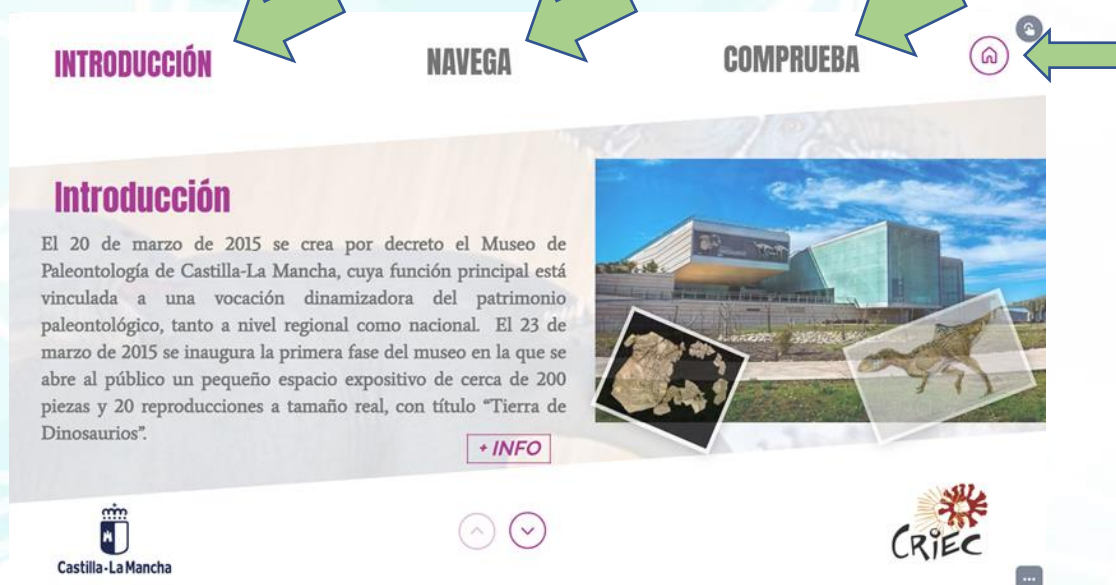 INTRODUCCIÓN
NAVEGA
COMPRUEBA
Introducción
El 20 de marzo de 2015 se crea por decreto el Museo de
Paleontología de Castilla-La Mancha, cuya función principal está
vinculada a una vocación dinamizadora del patrimonio
paleontológico, tanto a nivel regional como nacional. El 23 de
marzo de 2015 se inaugura la primera fase del museo en la que se
abre al público un pequeño espacio expositivo de cerca de 200
piezas y 20 reproducciones a tamaño real, con título “Tierra de
Dinosaurios”.
+ INFO
Castilla-La Mancha
CRIEC